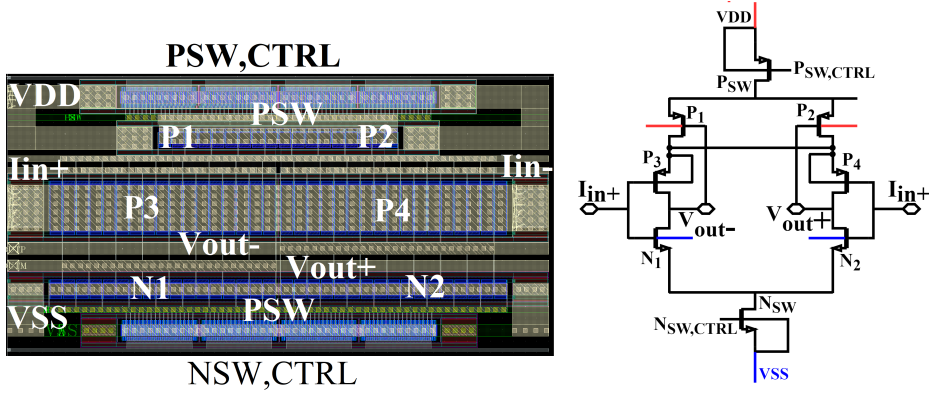 PSW,CTRL
VDD
PSW
P1
P2
Iin+
Iin-
P3
P4
Vout-
Vout+
N1
N2
VSS
PSW
NSW,CTRL
VDD
PSW
PSW,CTRL
P1
P2
P3
P4
Iin+
Iin+
Vout-
Vout+
N1
N2
NSW
NSW,CTRL
VSS